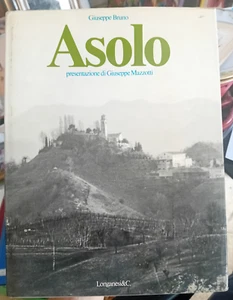 Giuseppe Bruno
Asolo
presentazione di Giuseppe Mazzotti
Longanesi&C.